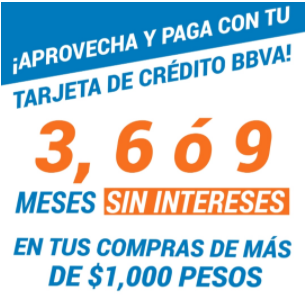 ¡APROVECHA Y PAGA CON TU
TARJETA DE CRÉDITO BBVA!
3, 6 ó 9
MESES SIN INTERESES
EN TUS COMPRAS DE MÁS
DE $1,000 PESOS